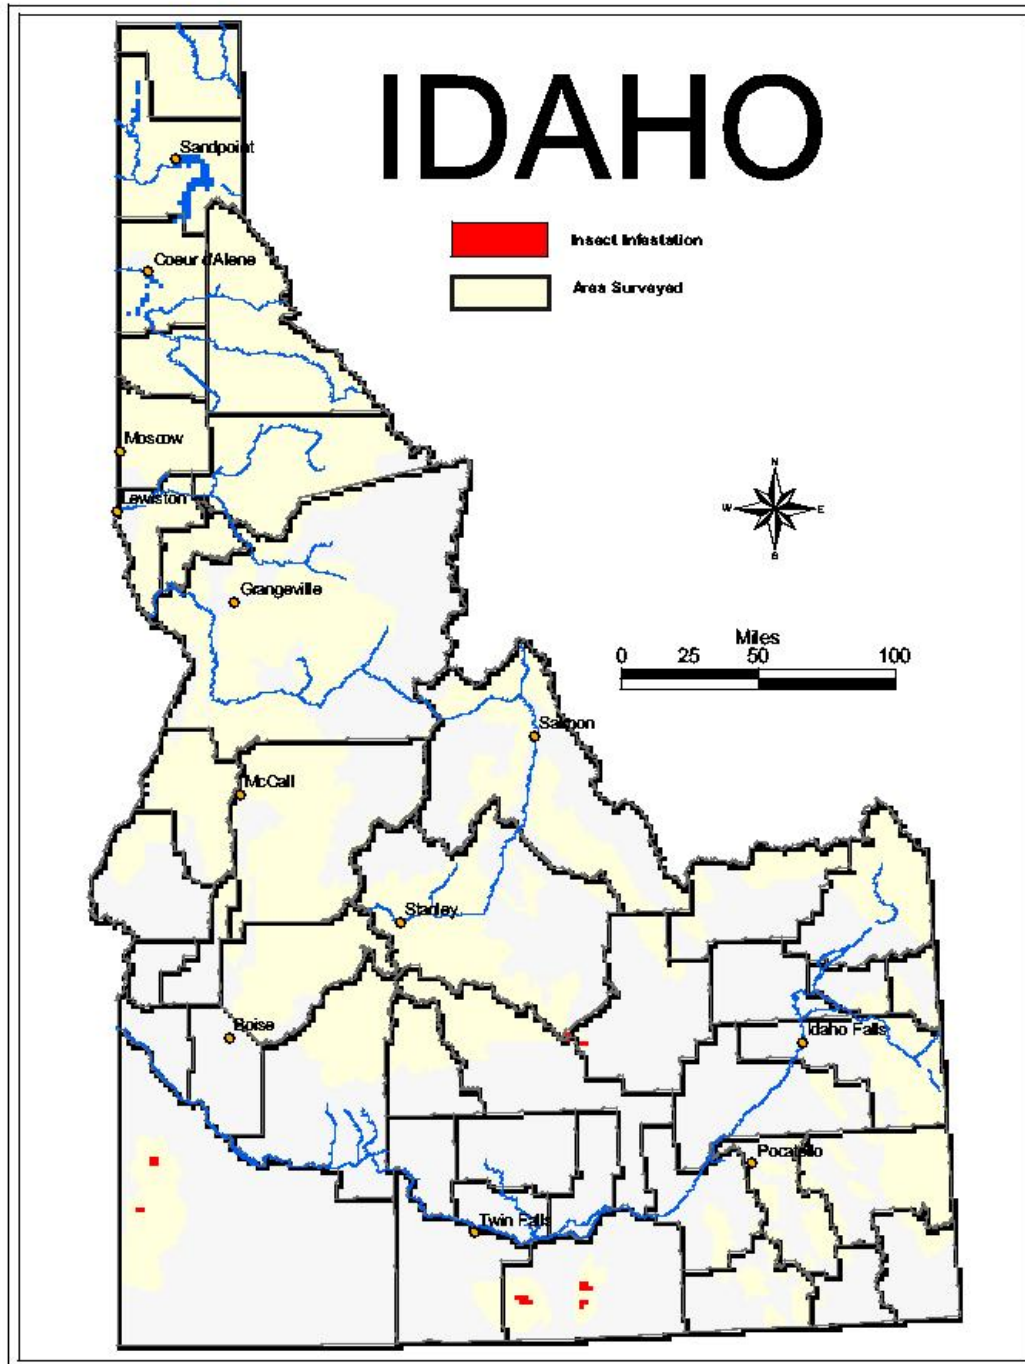 IDAHO
Sandpoint
Insect Infestation
Coeur d'Alene
Area Surveyed
Moscow
N
Lewiston
W
E
S
Grangeville
Miles
0 25 50 100
Salmon
McCall
Stanley
Boise
Idaho Falls
Pocatello
Twin Falls